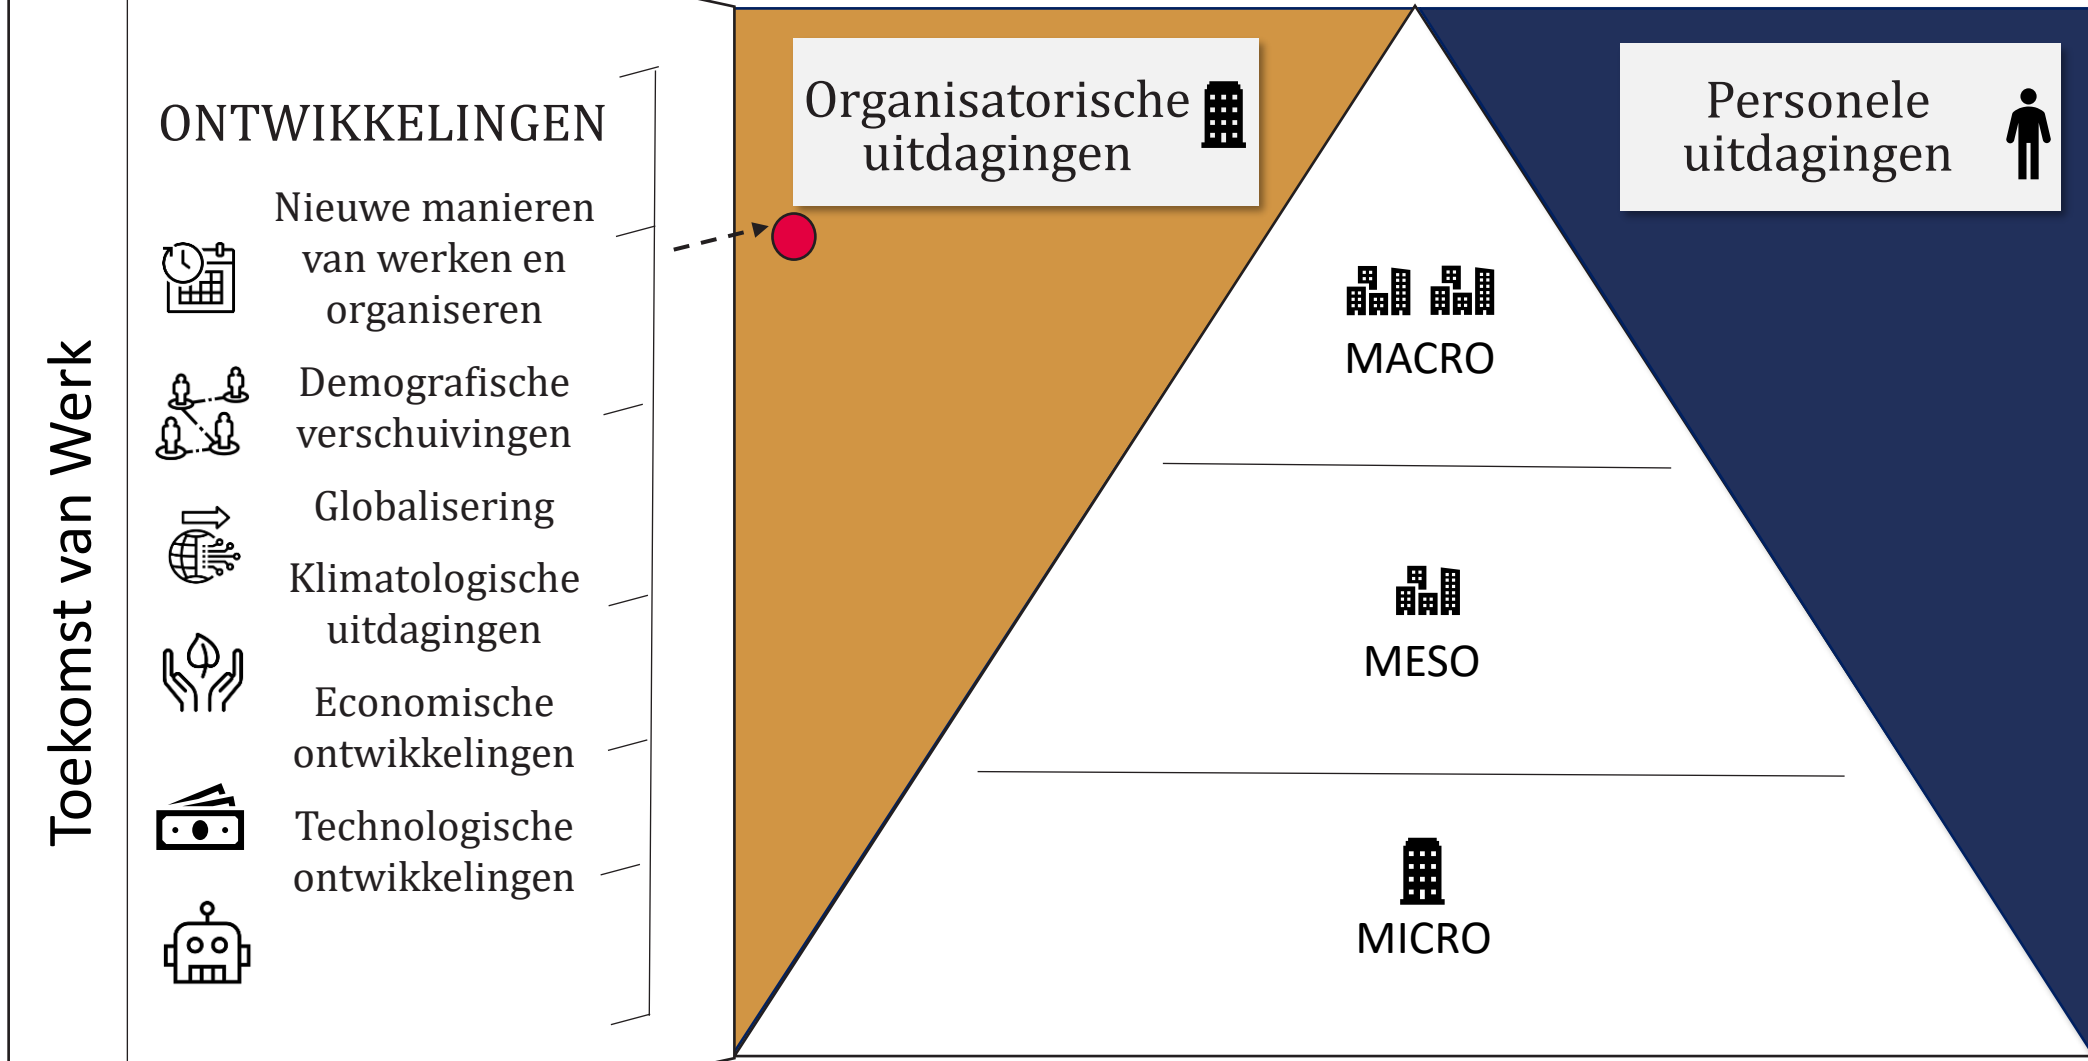 Toekomst van Werk
ONTWIKKELINGEN
Nieuwe manieren
van werken en
organiseren
Demografische
verschuivingen
Globalisering
Klimatologische
uitdagingen
Economische
ontwikkelingen
Technologische
ontwikkelingen
Organisatorische
uitdagingen
Personele
uitdagingen
MACRO
MESO
MICRO